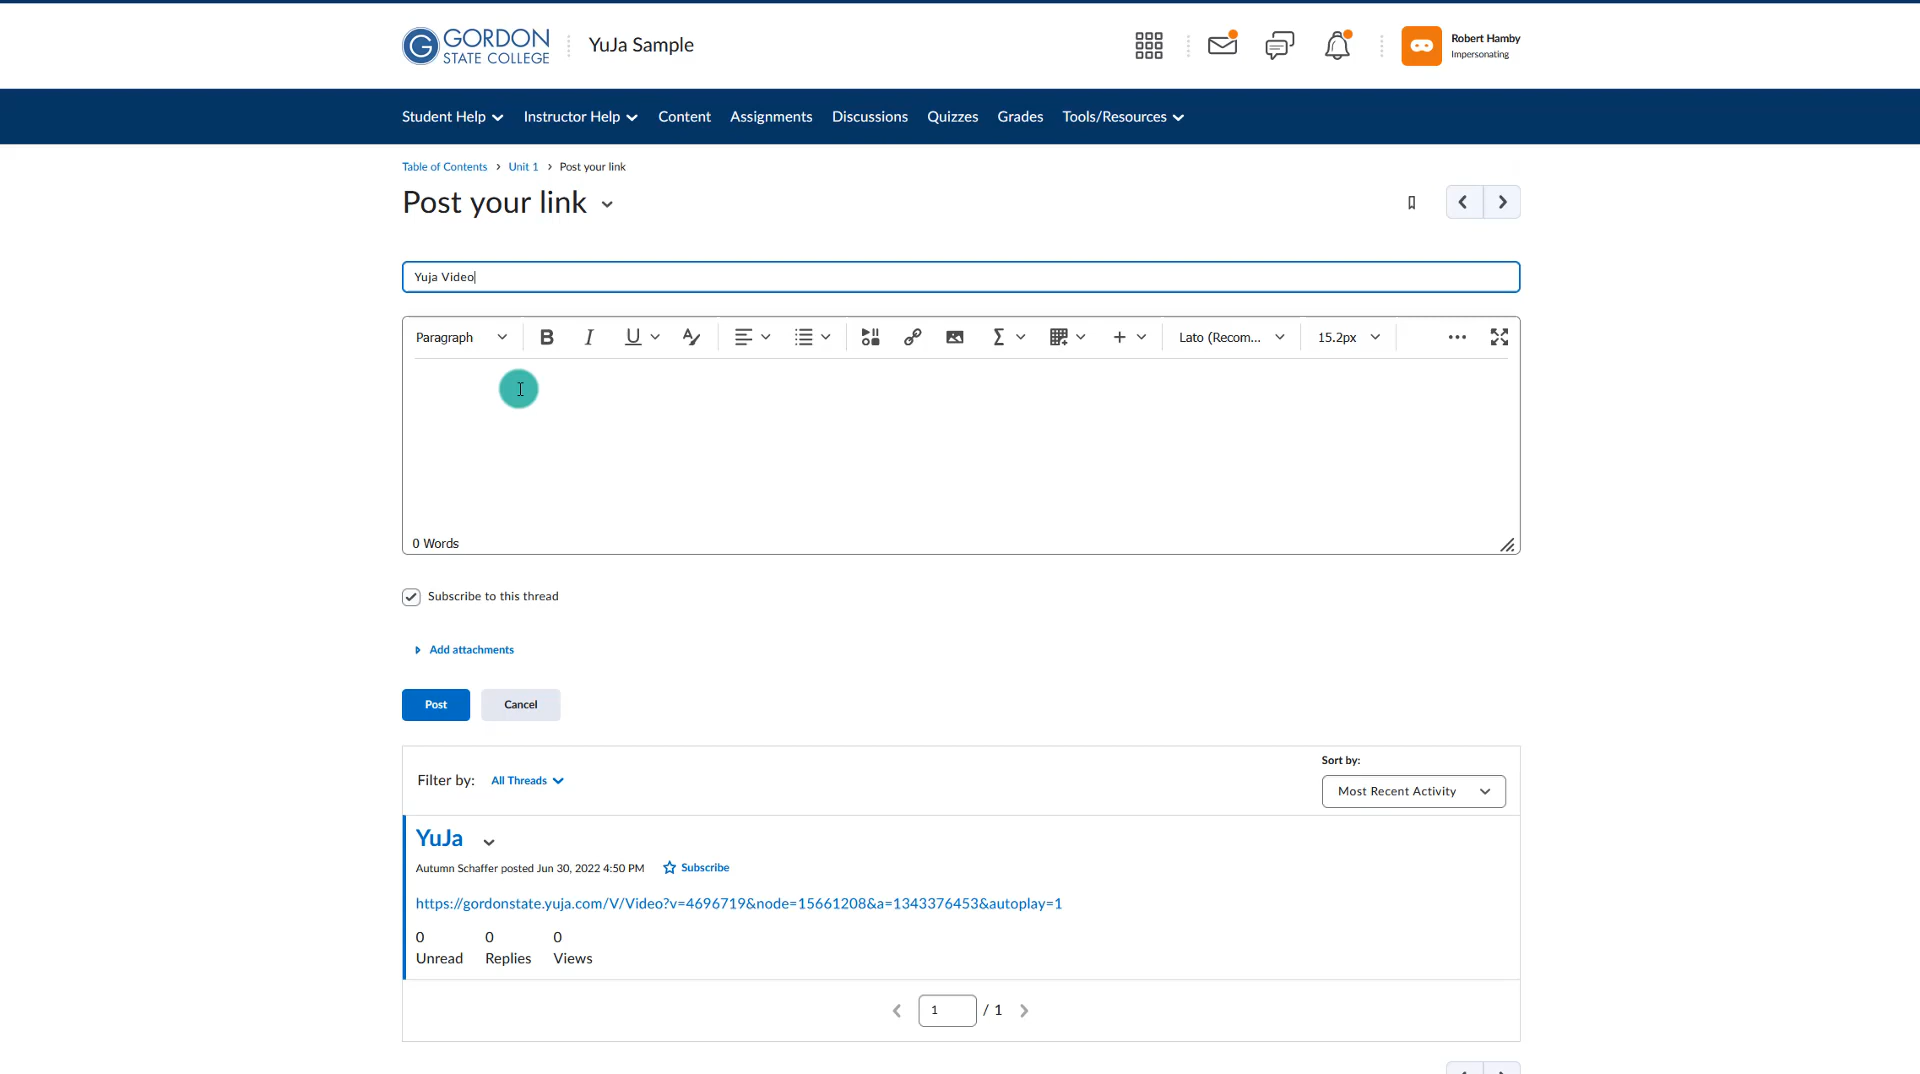 GORDON
STATE COLLEGE
YuJa Sample
Robert Hamby
Impersonating
Student Help
Instructor Help
Content
Assignments
Discussions
Quizzes
Grades
Tools/Resources
Table of Contents › Unit 1 › Post your link
Post your link
Yuja Video
Paragraph
B I U A
Σ
+
Lato (Recom...
15.2px
0 Words
Subscribe to this thread
Add attachments
Post
Cancel
Sort by:
Filter by: All Threads
Most Recent Activity
YuJa
Autumn Schaffer posted Jun 30, 2022 4:50 PM
Subscribe
https://gordonstate.yuja.com/V/Video?v=4696719&node=15661208&a=1343376453&autoplay=1
0 0 0
Unread Replies Views
1 / 1